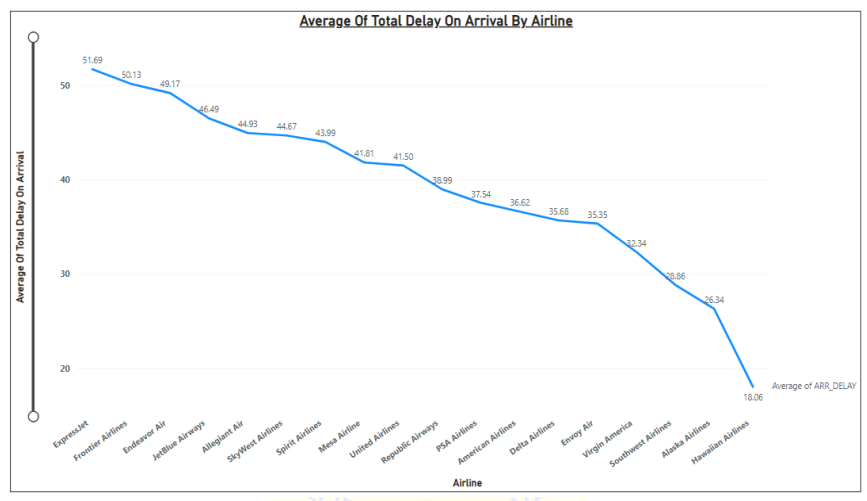 Average Of Total Delay On Arrival By Airline
Average Of Total Delay On Arrival
50
40
30
20
51.69
50.13
49.17
46.49
44.93
44.67
43.99
41.81
41.50
38.99
37.54
36.62
35.68
35.35
32.34
28.86
26.34
18.06
Average of ARR_DELAY
ExpressJet
Frontier Airlines
Endeavor Air
JetBlue Airways
Allegiant Air
SkyWest Airlines
Spirit Airlines
Mesa Airline
United Airlines
Republic Airways
PSA Airlines
American Airlines
Delta Airlines
Envoy Air
Virgin America
Southwest Airlines
Alaska Airlines
Hawaiian Airlines
Airline